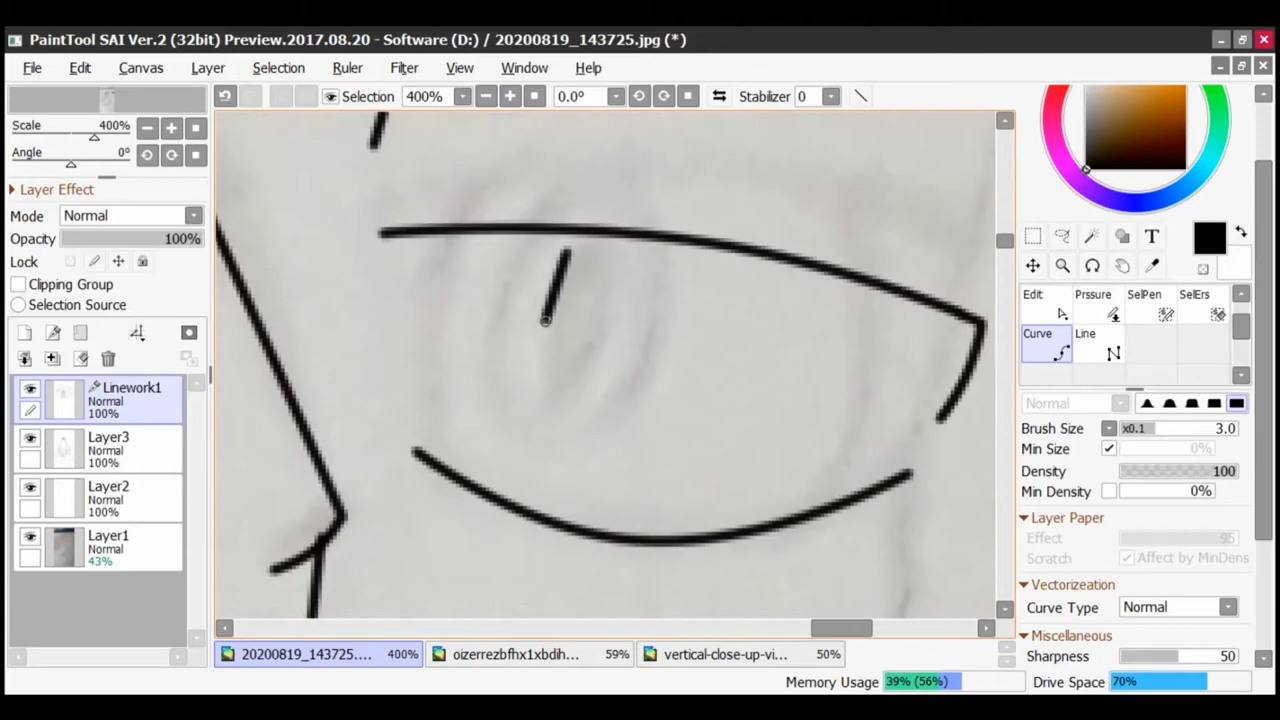 PaintTool SAI Ver.2 (32bit) Preview.2017.08.20 - Software (D:) / 20200819_143725.jpg (*)
File Edit Canvas Layer Selection Ruler Filter View Window Help
Selection 400% 0.0° Stabilizer 0
Scale 400%
Angle 0°
Layer Effect
Mode Normal
Opacity 100%
Lock
Clipping Group
Selection Source
Linework1
Normal
100%
Layer3
Normal
100%
Layer2
Normal
100%
Layer1
Normal
43%
T
Edit Prssure SelPen SelErs
Curve Line
Normal
Brush Size x0.1 3.0
Min Size 0%
Density 100
Min Density 0%
Layer Paper
Effect 95
Scratch Affect by MinDens
Vectorizeation
Curve Type Normal
Miscellaneous
Sharpness 50
20200819_143725.... 400% oizerrezbfhx1xbdih... 59% vertical-close-up-vi... 50%
Memory Usage 39% (56%) Drive Space 70%